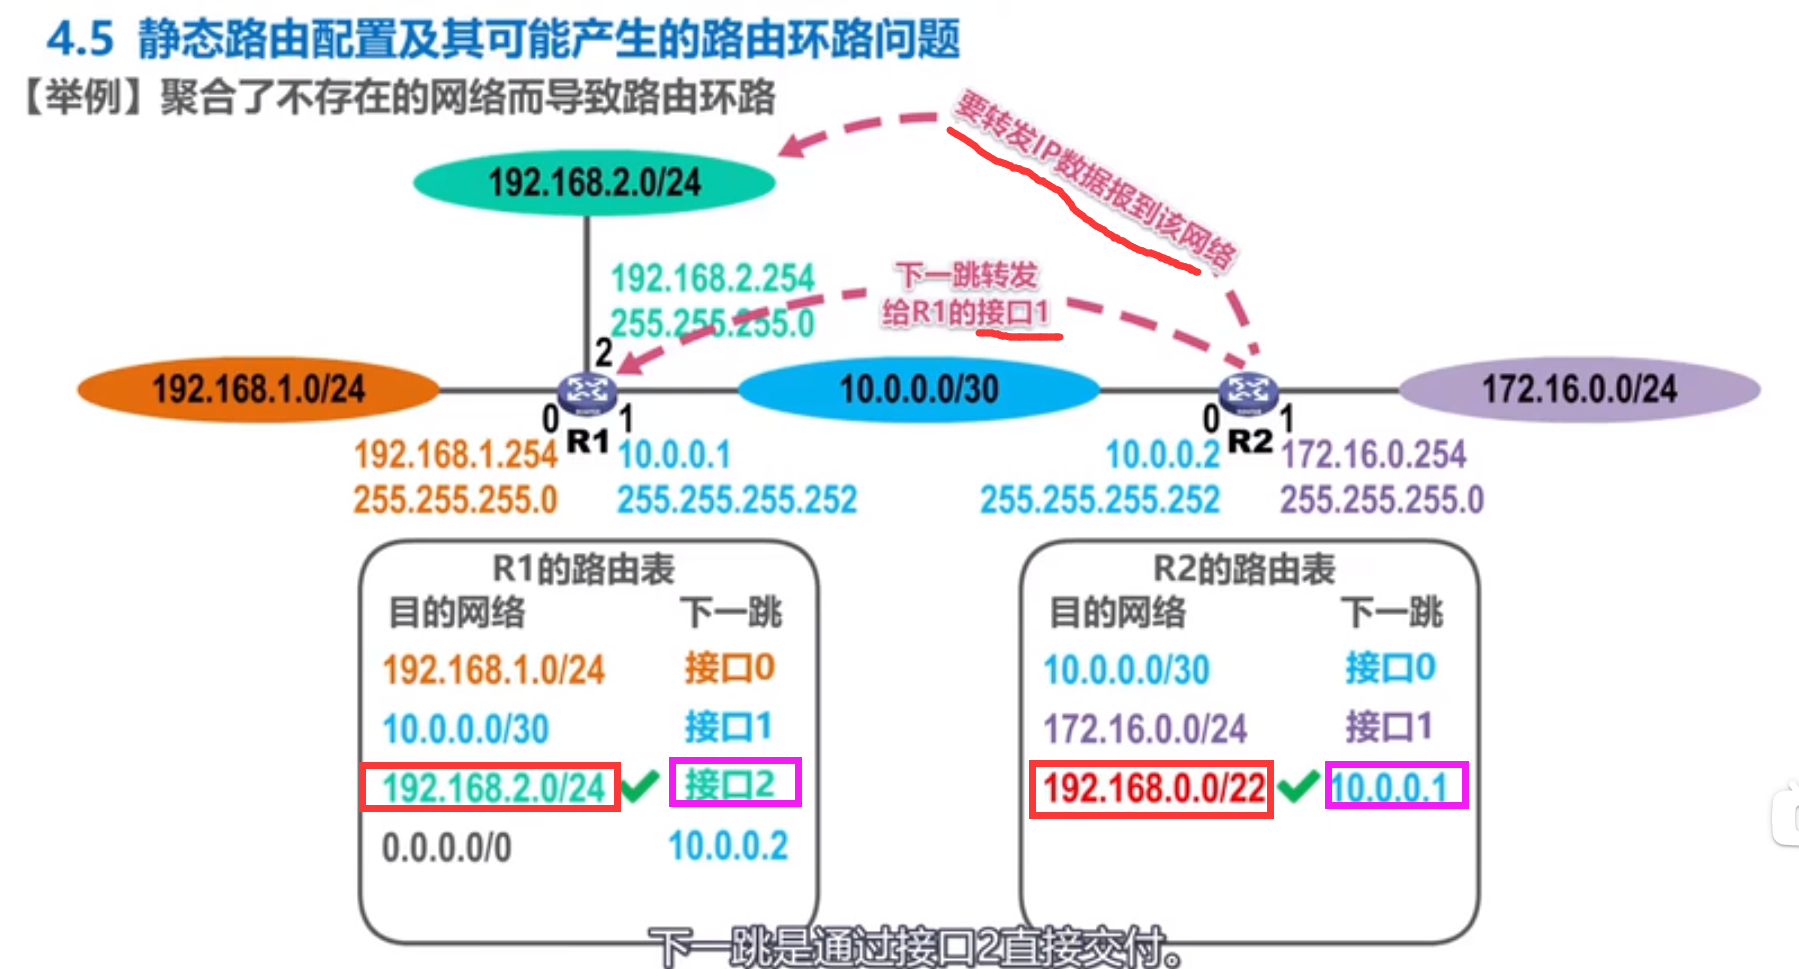 4.5 静态路由配置及其可能产生的路由环路问题
【举例】聚合了不存在的网络而导致路由环路
要转发IP数据报到该网络
192.168.2.0/24
192.168.2.254
255.255.255.0
下一跳转发
给R1的接口1
2
192.168.1.0/24
10.0.0.0/30
172.16.0.0/24
0
R1
1
0
R2
1
192.168.1.254
255.255.255.0
10.0.0.1
255.255.255.252
10.0.0.2
255.255.255.252
172.16.0.254
255.255.255.0
R1的路由表
目的网络 下一跳
192.168.1.0/24 接口0
10.0.0.0/30 接口1
192.168.2.0/24 接口2
0.0.0.0/0 10.0.0.2
R2的路由表
目的网络 下一跳
10.0.0.0/30 接口0
172.16.0.0/24 接口1
192.168.0.0/22 10.0.0.1
下一跳是通过接口2直接交付。